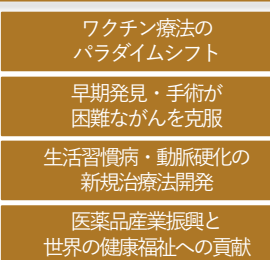 ワクチン療法の
パラダイムシフト
早期発見・手術が
困難ながんを克服
生活習慣病・動脈硬化の
新規治療法開発
医薬品産業振興と
世界の健康福祉への貢献